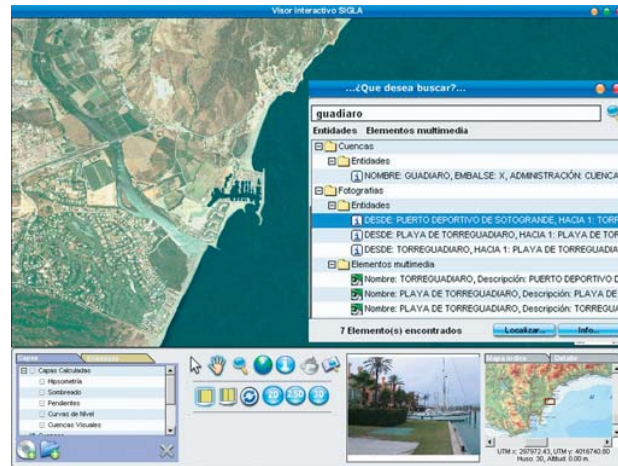 Visor interactivo SIGLA
...¿Que desea buscar?...
guadiaro
Entidades Elementos multimedia
Cuencas
Entidades
NOMBRE: GUADIARO, EMBALSE: X, ADMINISTRACIÓN: CUENCA
Fotografias
Entidades
DESDE: PUERTO DEPORTIVO DE SOTOGRANDE, HACIA 1: TORR
DESDE: PLAYA DE TORREGUADIARO, HACIA 1: TORREGU
DESDE: TORREGUADIARO, HACIA 1: PLAYA DE TORREGUADIA
Elementos multimedia
Nombre: TORREGUADIARO, Descripción: PUERTO DEPORTIVO D
Nombre: PLAYA DE TORREGUADIARO, Descripción: PLAYA DE
Nombre: PLAYA DE TORREGUADIARO, Descripción: TORREGUA
7 Elemento(s) encontrados
Localizar...
Info...
Capas
Capas Calculadas
Hipsometría
Sombreado
Pendientes
Curvas de Nivel
Cuencas Visuales
2D 2.5D 3D
Mapa índice Detalle
UTM x: 297972.43, UTM y: 4016740.80
Huso: 30, Altitud: 0.00 m.